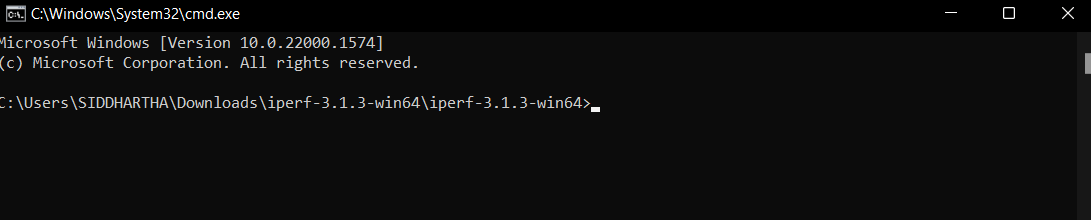 C:\Windows\System32\cmd.exe
Microsoft Windows [Version 10.0.22000.1574]
(c) Microsoft Corporation. All rights reserved.
C:\Users\SIDDHARTHA\Downloads\iperf-3.1.3-win64\iperf-3.1.3-win64>